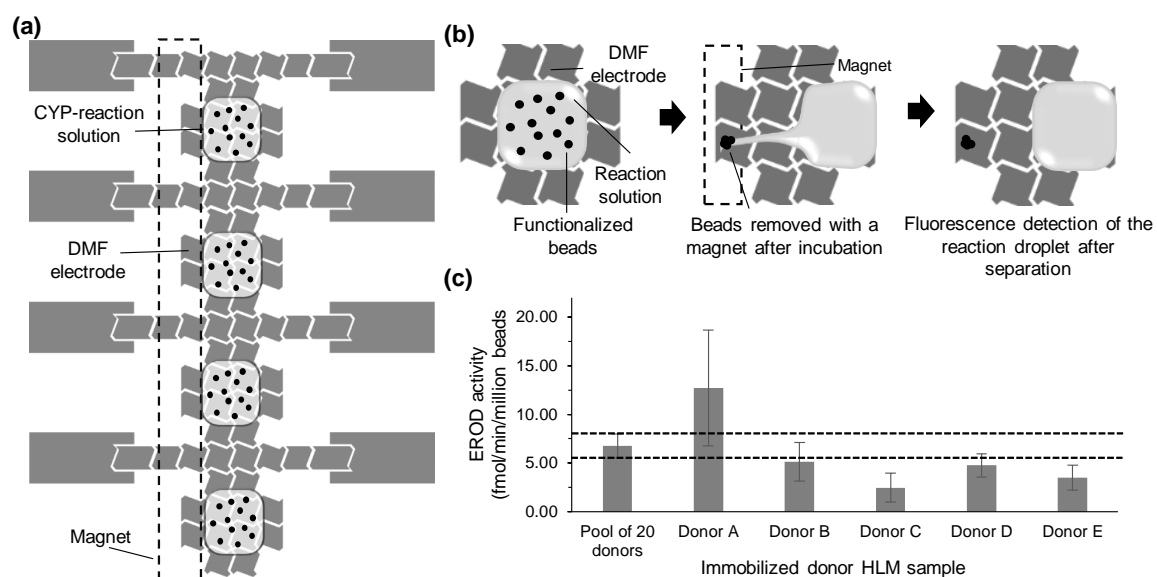 (a)
CYP-reaction
solution
DMF
electrode
Magnet
(b)
DMF
electrode
Magnet
Reaction
solution
Functionalized
beads
Beads removed with a
magnet after incubation
Fluorescence detection of the
reaction droplet after
separation
(c)
EROD activity
(fmol/min/million beads)
20.00
15.00
10.00
5.00
0.00
Pool of 20
donors
Donor A
Donor B
Donor C
Donor D
Donor E
Immobilized donor HLM sample